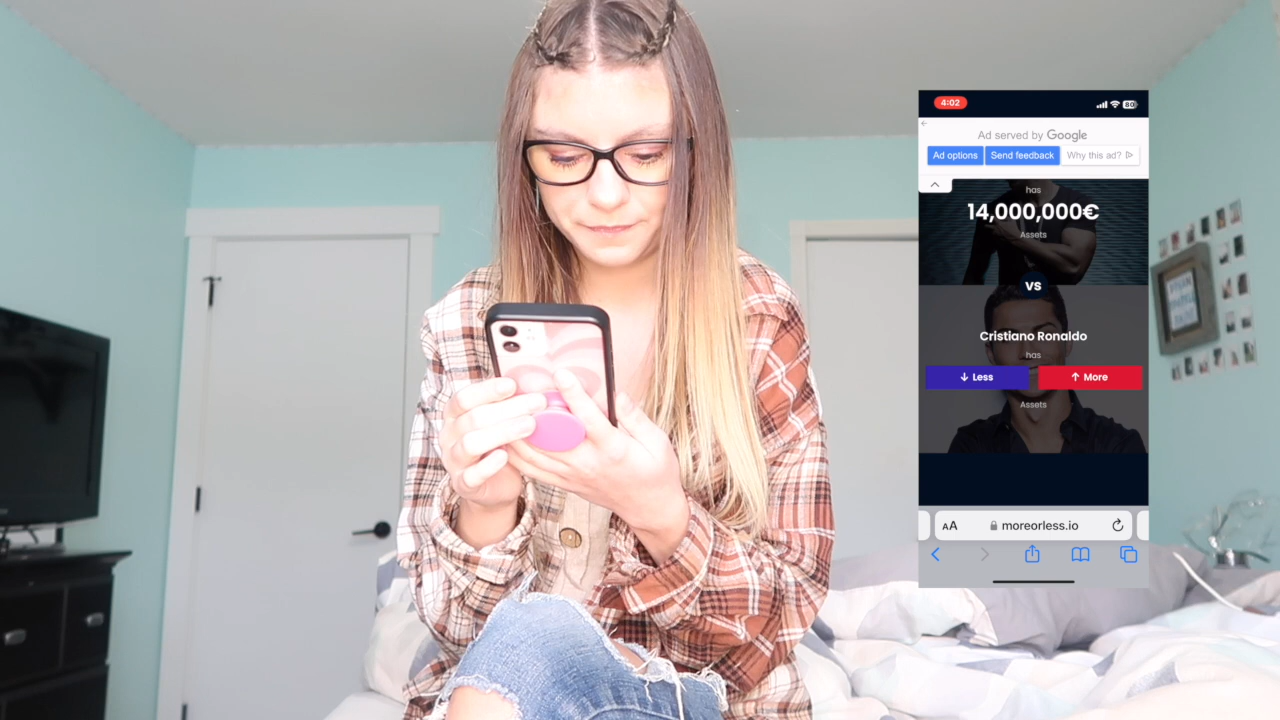 4:02
80
Ad served by Google
Ad options
Send feedback
Why this ad?
has
14,000,000€
Assets
VS
Cristiano Ronaldo
has
↓ Less
↑ More
Assets
AA
moreorless.io